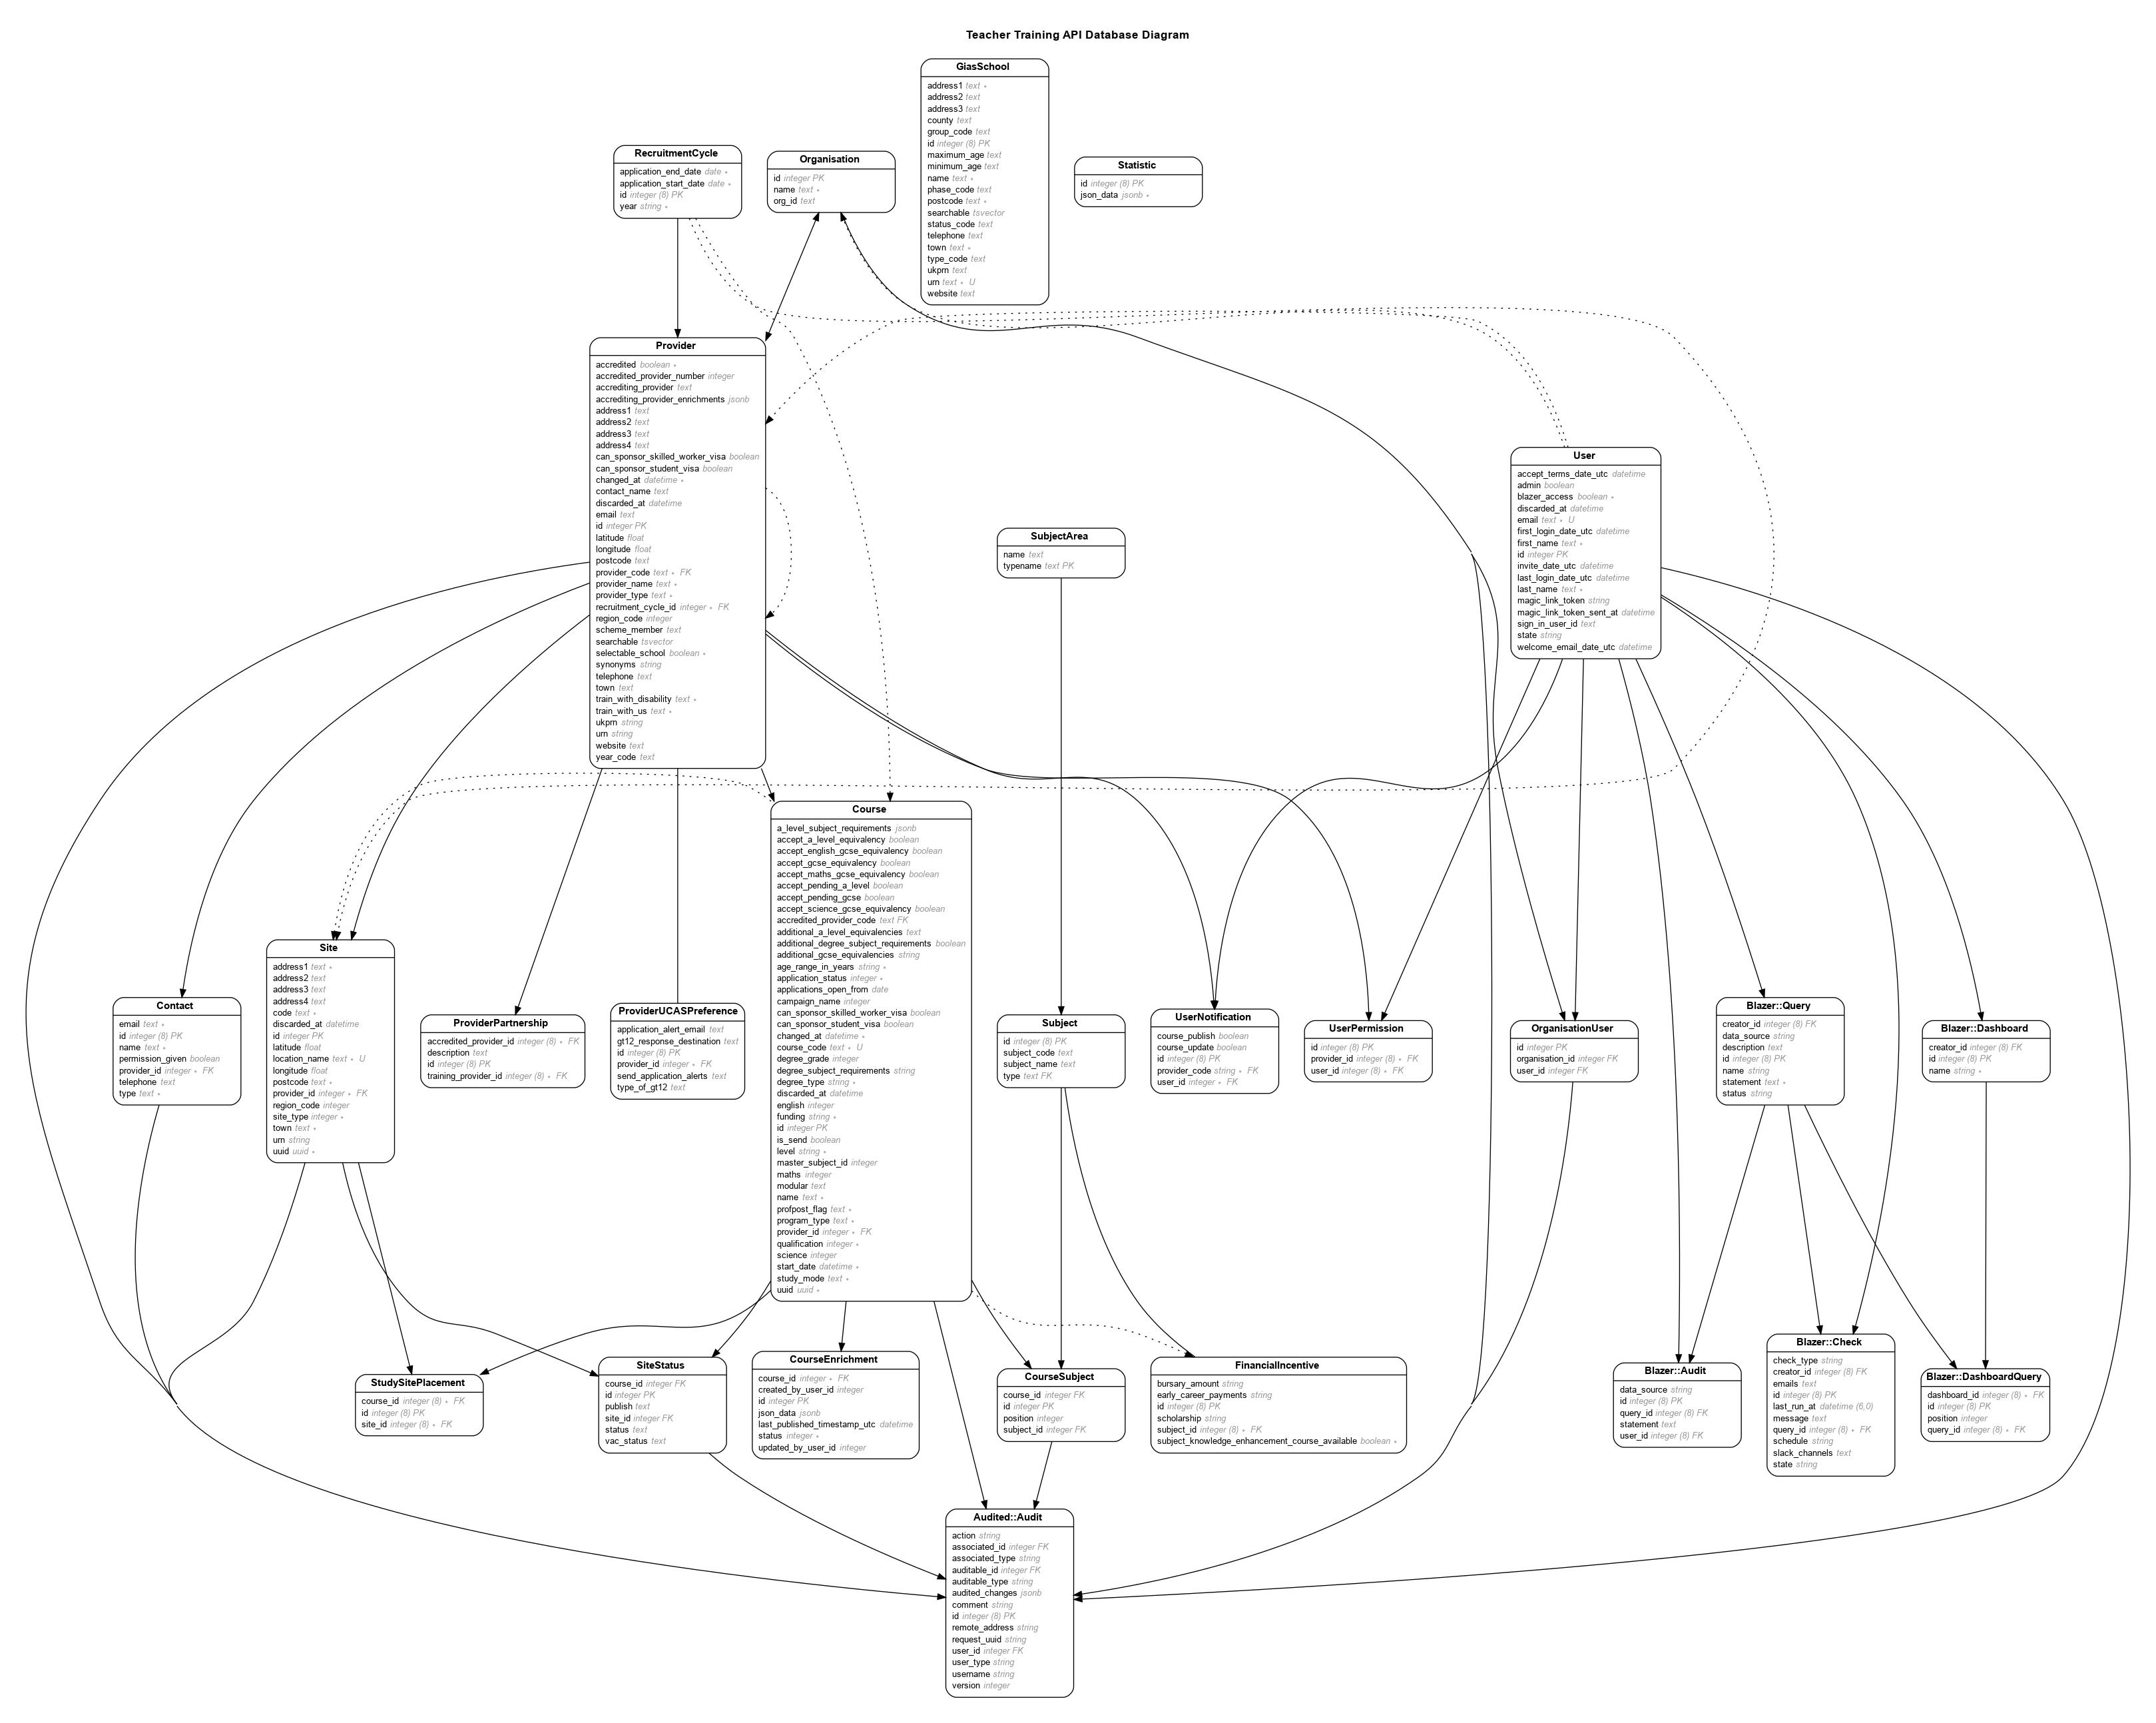 Teacher Training API Database Diagram
GiasSchool
address1 text *
address2 text
address3 text
county text
group_code text
id integer (8) PK
maximum_age text
minimum_age text
name text *
phase_code text
postcode text *
searchable tsvector
status_code text
telephone text
town text *
type_code text
ukprn text
urn text * U
website text
RecruitmentCycle
application_end_date date *
application_start_date date *
id integer (8) PK
year string *
Organisation
id integer PK
name text *
org_id text
Statistic
id integer (8) PK
json_data jsonb *
Provider
accredited boolean *
accredited_provider_number integer
accrediting_provider text
accrediting_provider_enrichments jsonb
address1 text
address2 text
address3 text
address4 text
can_sponsor_skilled_worker_visa boolean
can_sponsor_student_visa boolean
changed_at datetime *
contact_name text
discarded_at datetime
email text
id integer PK
latitude float
longitude float
postcode text
provider_code text * FK
provider_name text *
provider_type text *
recruitment_cycle_id integer * FK
region_code integer
scheme_member text
searchable tsvector
selectable_school boolean *
synonyms string
telephone text
town text
train_with_disability text *
train_with_us text *
ukprn string
urn string
website text
year_code text
User
accept_terms_date_utc datetime
admin boolean
blazer_access boolean *
discarded_at datetime
email text * U
first_login_date_utc datetime
first_name text *
id integer PK
invite_date_utc datetime
last_login_date_utc datetime
last_name text *
magic_link_token string
magic_link_token_sent_at datetime
sign_in_user_id text
state string
welcome_email_date_utc datetime
SubjectArea
name text
typename text PK
Course
a_level_subject_requirements jsonb
accept_a_level_equivalency boolean
accept_english_gcse_equivalency boolean
accept_gcse_equivalency boolean
accept_maths_gcse_equivalency boolean
accept_pending_a_level boolean
accept_pending_gcse boolean
accept_science_gcse_equivalency boolean
accredited_provider_code text FK
additional_a_level_equivalencies text
additional_degree_subject_requirements boolean
additional_gcse_equivalencies string
age_range_in_years string *
application_status integer *
applications_open_from date
campaign_name integer
can_sponsor_skilled_worker_visa boolean
can_sponsor_student_visa boolean
changed_at datetime *
course_code text * U
degree_grade integer
degree_subject_requirements string
degree_type string *
discarded_at datetime
english integer
funding string *
id integer PK
is_send boolean
level string *
master_subject_id integer
maths integer
modular text
name text *
profpost_flag text *
program_type text *
provider_id integer * FK
qualification integer *
science integer
start_date datetime *
study_mode text *
uuid uuid *
Site
address1 text *
address2 text
address3 text
address4 text
code text *
discarded_at datetime
id integer PK
latitude float
location_name text * U
longitude float
postcode text *
provider_id integer * FK
region_code integer
site_type integer *
town text *
urn string
uuid uuid *
Contact
email text *
id integer (8) PK
name text *
permission_given boolean
provider_id integer * FK
telephone text
type text *
ProviderPartnership
accredited_provider_id integer (8) * FK
description text
id integer (8) PK
training_provider_id integer (8) * FK
ProviderUCASPreference
application_alert_email text
gt12_response_destination text
id integer (8) PK
provider_id integer * FK
send_application_alerts text
type_of_gt12 text
Subject
id integer (8) PK
subject_code text
subject_name text
type text FK
UserNotification
course_publish boolean
course_update boolean
id integer (8) PK
provider_code string * FK
user_id integer * FK
UserPermission
id integer (8) PK
provider_id integer (8) * FK
user_id integer (8) * FK
OrganisationUser
id integer PK
organisation_id integer FK
user_id integer FK
Blazer::Query
creator_id integer (8) FK
data_source string
description text
id integer (8) PK
name string
statement text *
status string
Blazer::Dashboard
creator_id integer (8) FK
id integer (8) PK
name string *
StudySitePlacement
course_id integer (8) * FK
id integer (8) PK
site_id integer (8) * FK
SiteStatus
course_id integer FK
id integer PK
publish text
site_id integer FK
status text
vac_status text
CourseEnrichment
course_id integer * FK
created_by_user_id integer
id integer PK
json_data jsonb
last_published_timestamp_utc datetime
status integer *
updated_by_user_id integer
CourseSubject
course_id integer FK
id integer PK
position integer
subject_id integer FK
FinancialIncentive
bursary_amount string
early_career_payments string
id integer (8) PK
scholarship string
subject_id integer (8) * FK
subject_knowledge_enhancement_course_available boolean *
Blazer::Audit
data_source string
id integer (8) PK
query_id integer (8) FK
statement text
user_id integer (8) FK
Blazer::Check
check_type string
creator_id integer (8) FK
emails text
id integer (8) PK
last_run_at datetime (6,0)
message text
query_id integer (8) * FK
schedule string
slack_channels text
state string
Blazer::DashboardQuery
dashboard_id integer (8) * FK
id integer (8) PK
position integer
query_id integer (8) * FK
Audited::Audit
action string
associated_id integer FK
associated_type string
auditable_id integer FK
auditable_type string
audited_changes jsonb
comment string
id integer (8) PK
remote_address string
request_uuid string
user_id integer FK
user_type string
username string
version integer